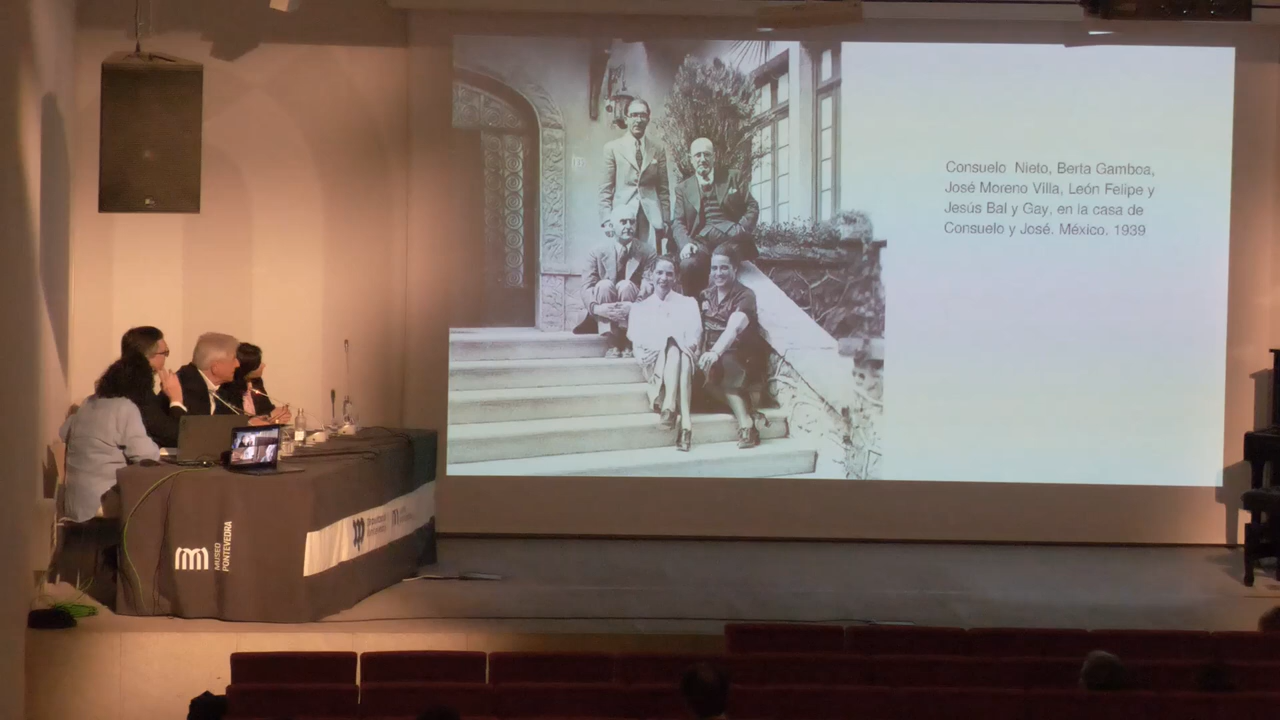 Consuelo Nieto, Berta Gamboa,
José Moreno Villa, León Felipe y
Jesús Bal y Gay, en la casa de
Consuelo y José. México. 1939
MUSEO
PONTEVEDRA